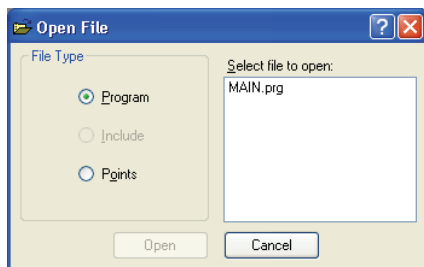 Open File
File Type
Program
Include
Points
Select file to open:
MAIN.prg
Open
Cancel